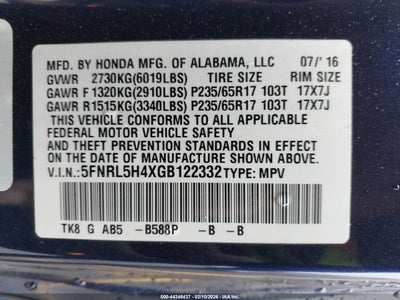 MFD. BY HONDA MFG. OF ALABAMA, LLC 07/' 16
GVWR 2730KG(6019LBS) TIRE SIZE RIM SIZE
GAWR F 1320KG(2910LBS) P235/65R17 103T 17X7J
GAWR R 1515KG(3340LBS) P235/65R17 103T 17X7J
THIS VEHICLE CONFORMS TO ALL APPLICABLE
FEDERAL MOTOR VEHICLE SAFETY
AND THEFT PREVENTION STANDARDS IN EFFECT ON
THE DATE OF MANUFACTURE SHOWN ABOVE.
V.I.N.: 5FNRL5H4XGB122332 TYPE: MPV
TK8 G AB5 -B588P -B -B
000-44346437 - 02/10/2026 - IAA Inc.